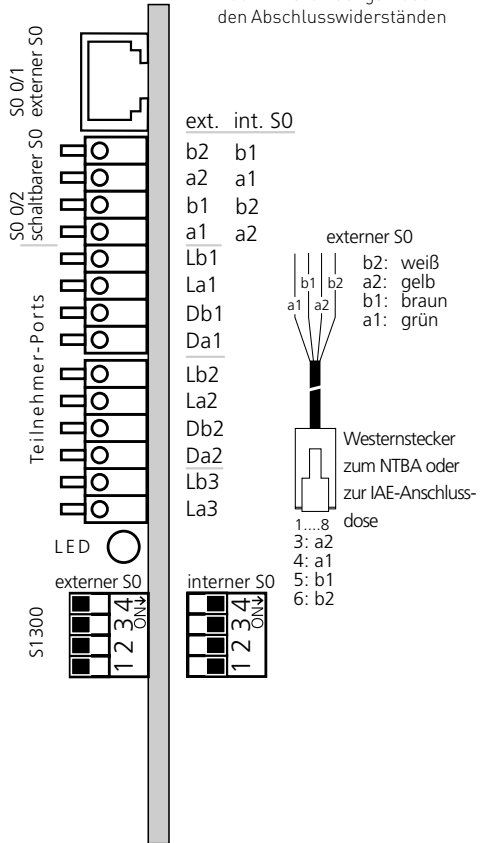 den Abschlusswiderständen
S0 0/1
externer S0
ext. int. S0
S0 0/2
schaltbarer S0
b2 b1
a2 a1
b1 b2
a1 a2
Teilnehmer-Ports
Lb1
La1
Db1
Da1
Lb2
La2
Db2
Da2
Lb3
La3
externer S0
b2: weiß
a2: gelb
b1: braun
a1: grün
b1 b2
a1 a2
Westernstecker
zum NTBA oder
zur IAE-Anschluss-
dose
1....8
3: a2
4: a1
5: b1
6: b2
LED
externer S0
interner S0
S1300
1 2 3 4
ON
1 2 3 4
ON